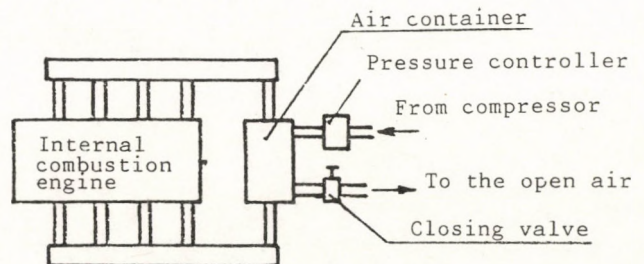 Air container
Pressure controller
From compressor
Internal
combustion
engine
To the open air
Closing valve